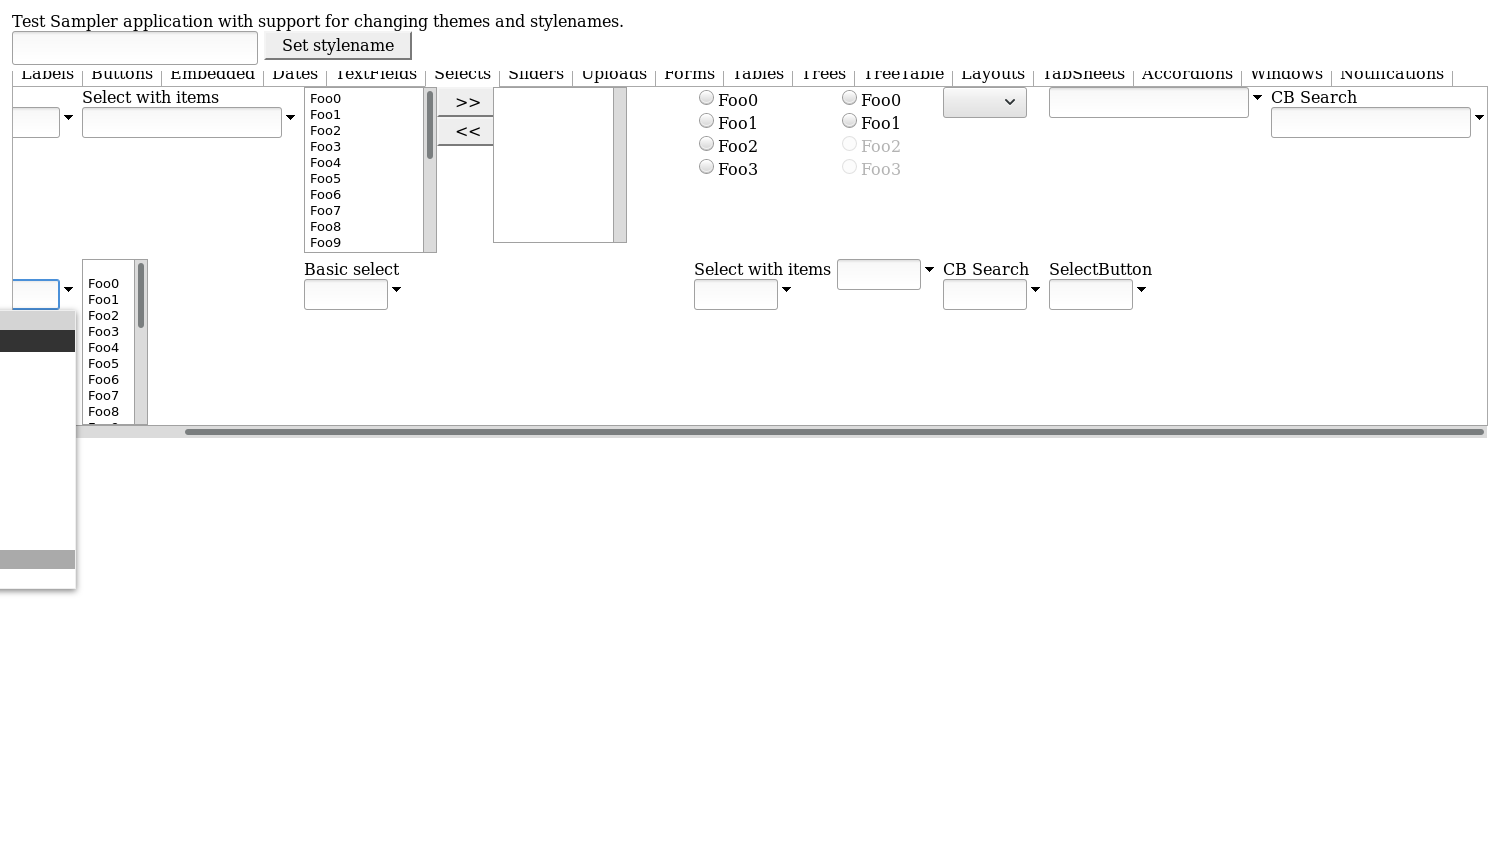 Test Sampler application with support for changing themes and stylenames.
Set stylename
Labels Buttons Embedded Dates TextFields Selects Sliders Uploads Forms Tables Trees TreeTable Layouts TabSheets Accordions Windows Notifications
Select with items
Foo0
Foo1
Foo2
Foo3
Foo4
Foo5
Foo6
Foo7
Foo8
Foo9
>>
<<
Foo0
Foo1
Foo2
Foo3
Foo0
Foo1
Foo2
Foo3
CB Search
Foo0
Foo1
Foo2
Foo3
Foo4
Foo5
Foo6
Foo7
Foo8
Basic select
Select with items
CB Search
SelectButton